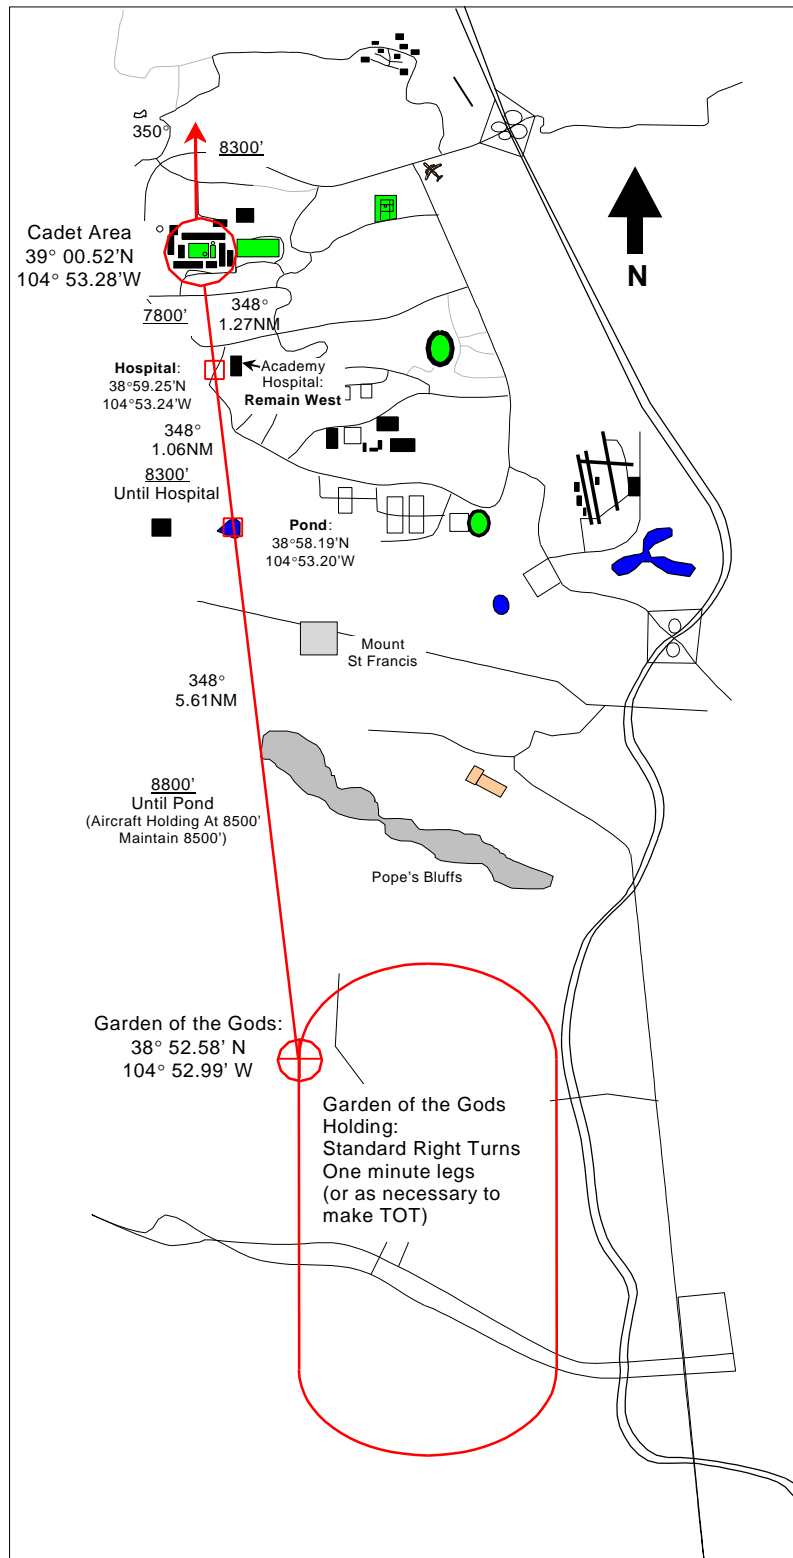 350°
8300'
Cadet Area
39° 00.52'N
104° 53.28'W
N
7800'
348°
1.27NM
Hospital:
38°59.25'N
104°53.24'W
Academy
Hospital:
Remain West
348°
1.06NM
8300'
Until Hospital
Pond:
38°58.19'N
104°53.20'W
Mount
St Francis
348°
5.61NM
8800'
Until Pond
(Aircraft Holding At 8500'
Maintain 8500')
Pope's Bluffs
Garden of the Gods:
38° 52.58' N
104° 52.99' W
Garden of the Gods
Holding:
Standard Right Turns
One minute legs
(or as necessary to
make TOT)